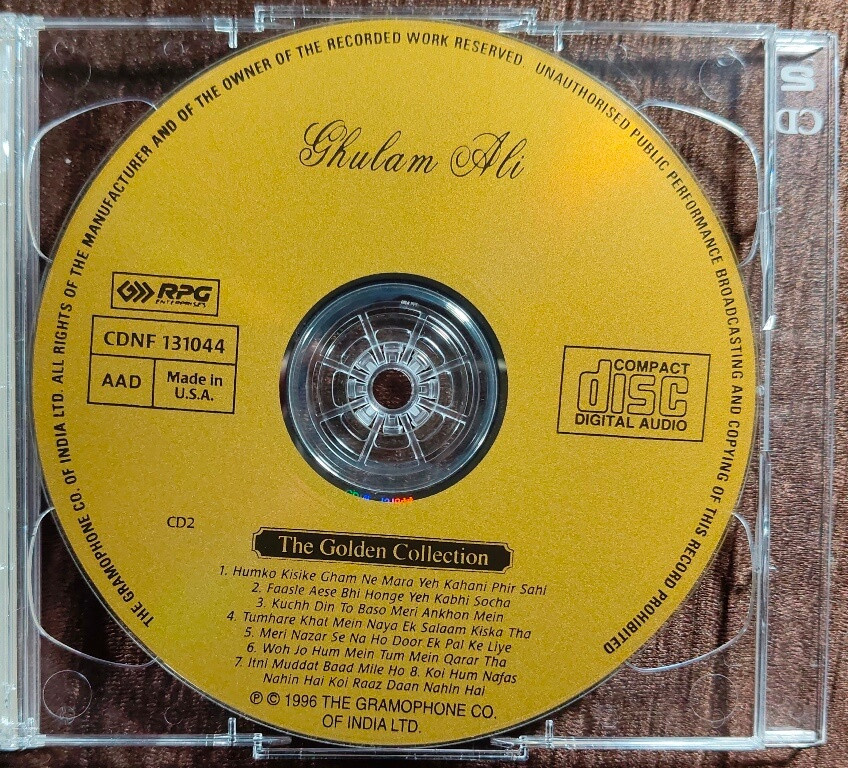 THE GRAMOPHONE CO. OF INDIA LTD. ALL RIGHTS OF THE MANUFACTURER AND OF THE OWNER OF THE RECORDED WORK RESERVED UNAUTHORISED PUBLIC PERFORMANCE BROADCASTING AND COPYING OF THIS RECORD PROHIBITED
Ghulam Ali
2
CD
RPG
ENTERPRISES
CDNF 131044
AAD
Made in
U.S.A.
COMPACT
disc
DIGITAL AUDIO
CD2
The Golden Collection
1. Humko Kisike Gham Ne Mara Yeh Kahani Phir Sahi
2. Faasle Aese Bhi Honge Yeh Kabhi Socha
3. Kuchh Din To Baso Meri Ankhon Mein
4. Tumhare Khat Mein Naya Ek Salaam Kiska Tha
5. Meri Nazar Se Na Ho Door Ek Pal Ke Liye
6. Woh Jo Hum Mein Tum Mein Qarar Tha
7. Itni Muddat Baad Mile Ho 8. Koi Hum Nafas
Nahin Hai Koi Raaz Daan Nahin Hai
℗ © 1996 THE GRAMOPHONE CO.
OF INDIA LTD.